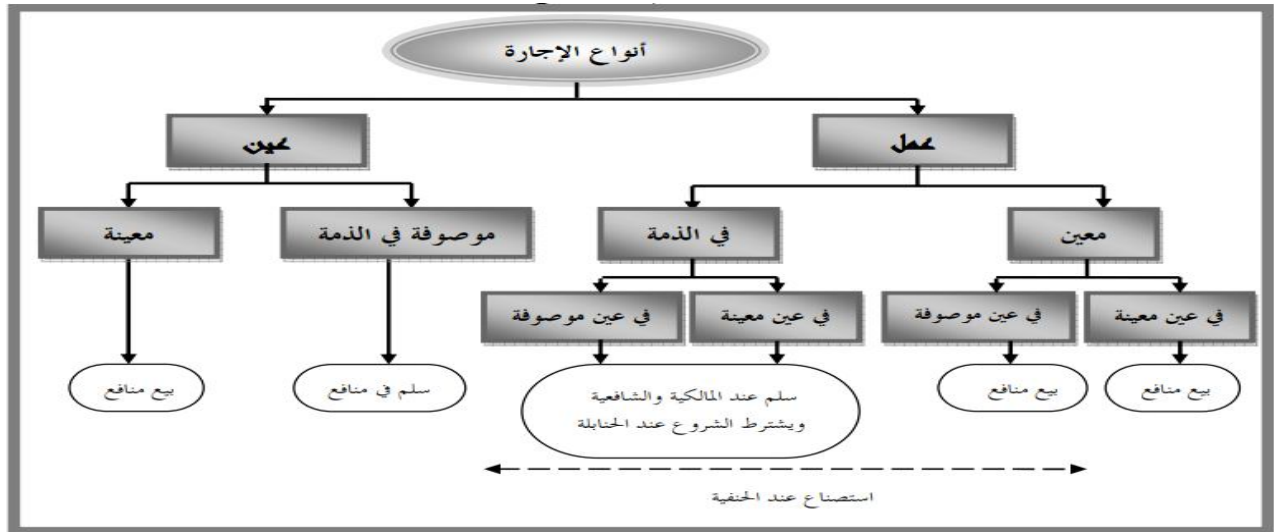 أنواع الإجارة
عمل
عين
معين
في الذمة
موصوفة في الذمة
معينة
في عين معينة
في عين موصوفة
في عين معينة
في عين موصوفة
بيع منافع
بيع منافع
سلم عند المالكية والشافعية
ويشترط الشروع عند الحنابلة
سلم في منافع
بيع منافع
استصناع عند الحنفية